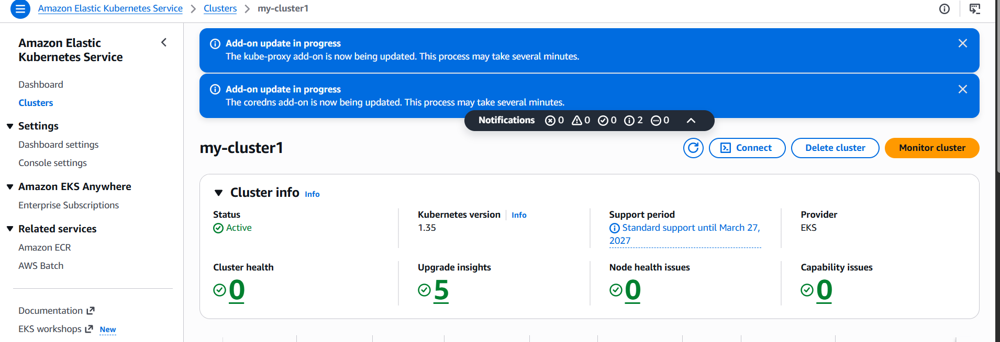 Amazon Elastic Kubernetes Service > Clusters > my-cluster1
Amazon Elastic
Kubernetes Service
Dashboard
Clusters
Settings
Dashboard settings
Console settings
Amazon EKS Anywhere
Enterprise Subscriptions
Related services
Amazon ECR
AWS Batch
Documentation
EKS workshops New
Add-on update in progress
The kube-proxy add-on is now being updated. This process may take several minutes.
Add-on update in progress
The coredns add-on is now being updated. This process may take several minutes.
Notifications 0 0 0 2 0
my-cluster1
Connect
Delete cluster
Monitor cluster
Cluster info Info
Status
Active
Kubernetes version Info
1.35
Support period
Standard support until March 27,
2027
Provider
EKS
Cluster health
0
Upgrade insights
5
Node health issues
0
Capability issues
0